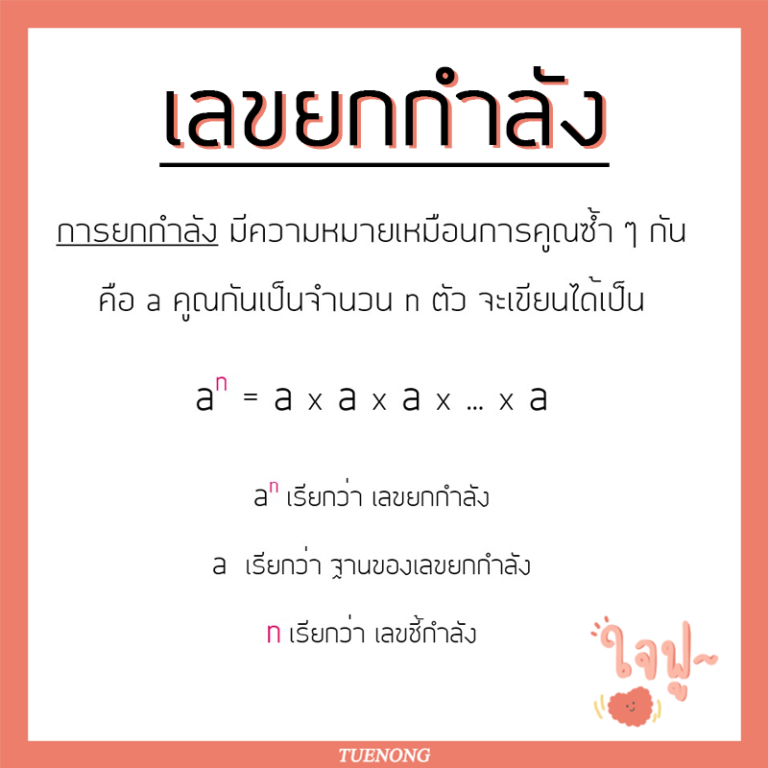 เลขยกกำลัง
การยกกำลัง มีความหมายเหมือนการคูณซ้ำ ๆ กัน
คือ a คูณกันเป็นจำนวน n ตัว จะเขียนได้เป็น
aⁿ = a x a x a x ... x a
aⁿ เรียกว่า เลขยกกำลัง
a เรียกว่า ฐานของเลขยกกำลัง
n เรียกว่า เลขชี้กำลัง
ใจฟู~
TUENONG